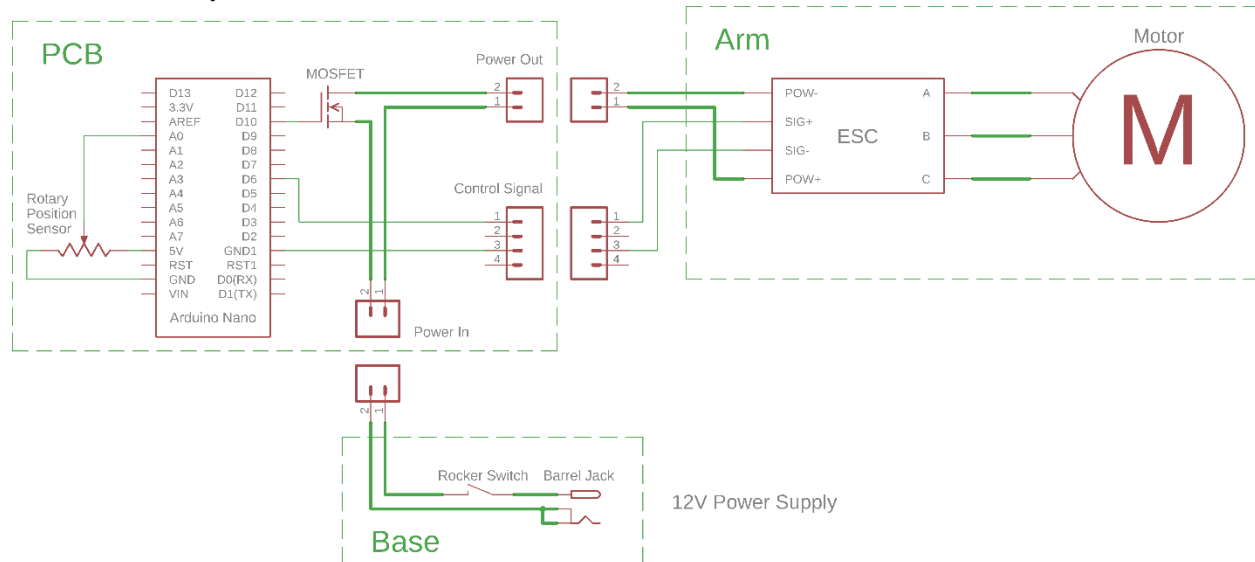 PCB
Arm
Motor
MOSFET
Power Out
D13 D12
3.3V D11
AREF D10
A0 D9
A1 D8
A2 D7
A3 D6
A4 D5
A5 D4
A6 D3
A7 D2
5V GND1
RST RST1
GND D0(RX)
VIN D1(TX)
Arduino Nano
Rotary
Position
Sensor
2
1
2
1
Control Signal
1
2
3
4
1
2
3
4
POW- A
SIG+
ESC B
SIG-
POW+ C
M
2 1
Power In
2 1
Rocker Switch Barrel Jack
12V Power Supply
Base